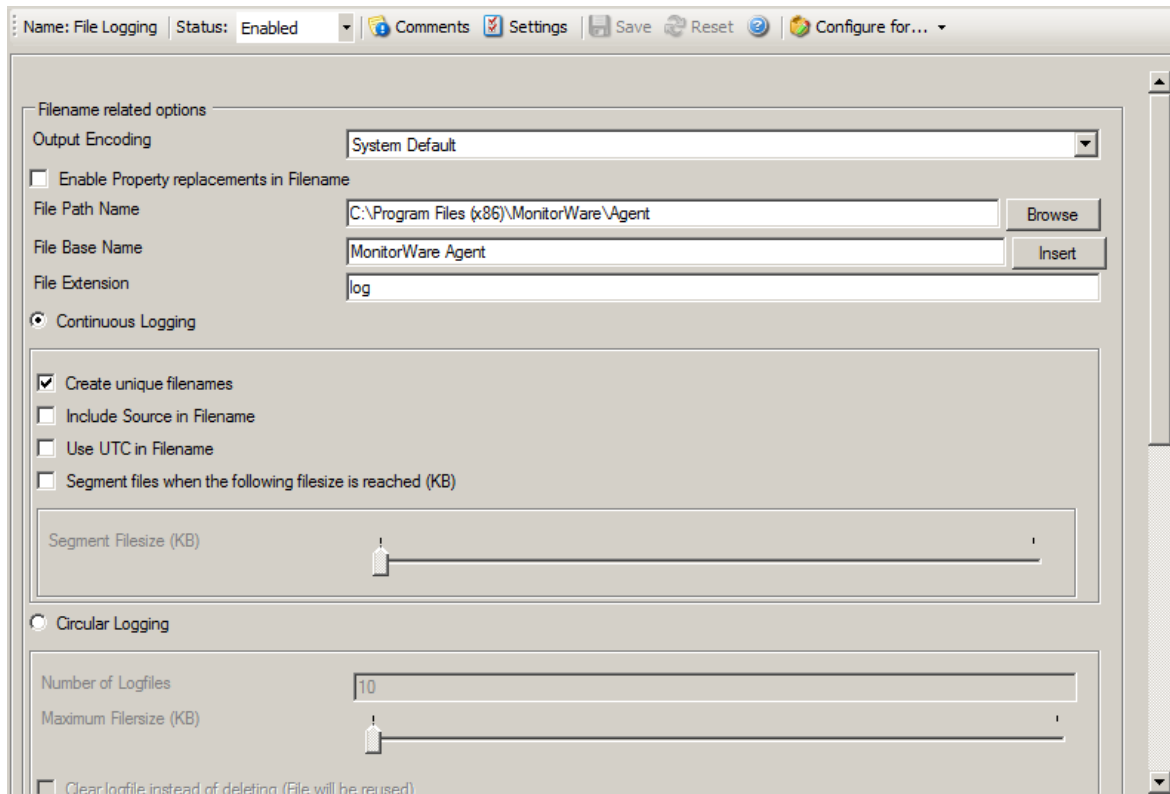 Name: File Logging Status: Enabled Comments Settings Save Reset Configure for...
Filename related options
Output Encoding System Default
Enable Property replacements in Filename
File Path Name C:\Program Files (x86)\MonitorWare\Agent Browse
File Base Name MonitorWare Agent Insert
File Extension log
Continuous Logging
Create unique filenames
Include Source in Filename
Use UTC in Filename
Segment files when the following filesize is reached (KB)
Segment Filesize (KB)
Circular Logging
Number of Logfiles 10
Maximum Filersize (KB)
Clear logfile instead of deleting (File will be reused)